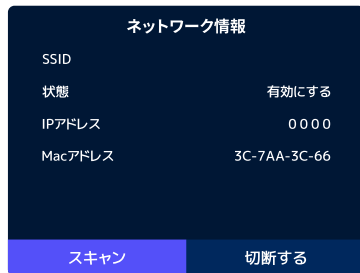 ネットワーク情報
SSID
状態 有効にする
IPアドレス 0 0 0 0
Macアドレス 3C-7AA-3C-66
スキャン 切断する